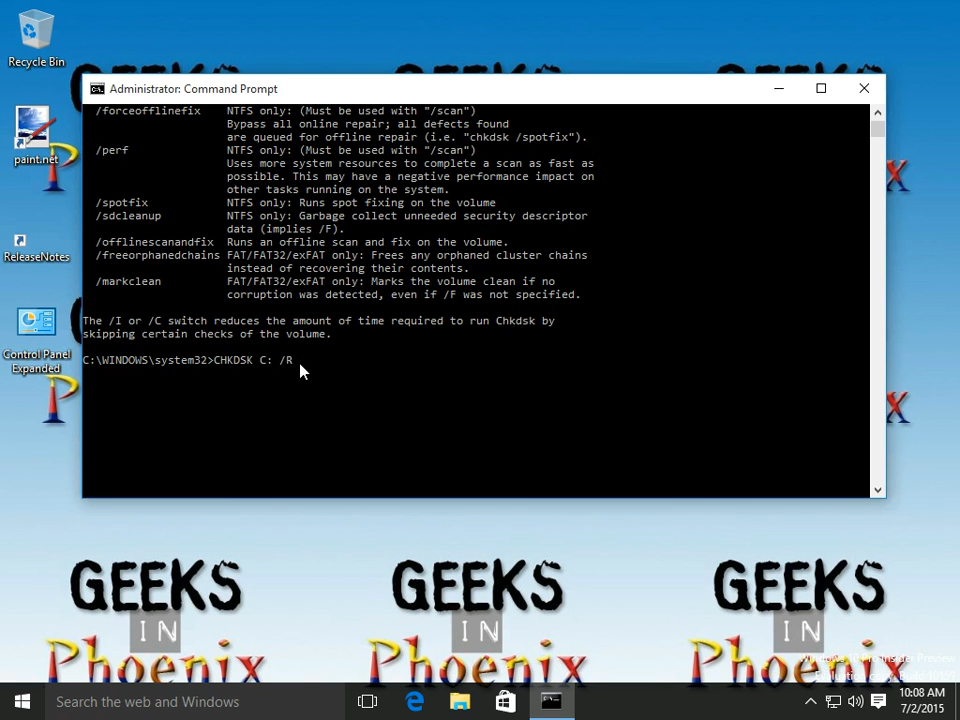 Recycle Bin
paint.net
ReleaseNotes
Control Panel
Expanded
Administrator: Command Prompt
/forceofflinefix NTFS only: (Must be used with "/scan")
Bypass all online repair; all defects found
are queued for offline repair (i.e. "chkdsk /spotfix").
/perf NTFS only: (Must be used with "/scan")
Uses more system resources to complete a scan as fast as
possible. This may have a negative performance impact on
other tasks running on the system.
/spotfix NTFS only: Runs spot fixing on the volume
/sdcleanup NTFS only: Garbage collect unneeded security descriptor
data (implies /F).
/offlinescanandfix Runs an offline scan and fix on the volume.
/freeorphanedchains FAT/FAT32/exFAT only: Frees any orphaned cluster chains
instead of recovering their contents.
/markclean FAT/FAT32/exFAT only: Marks the volume clean if no
corruption was detected, even if /F was not specified.
The /I or /C switch reduces the amount of time required to run Chkdsk by
skipping certain checks of the volume.
C:\WINDOWS\system32>CHKDSK C: /R
GEEKS GEEKS GEEKS
IN IN IN
Phoenix Phoenix Phoenix
Windows 10 Pro Insider Preview
Evaluation copy. Build
Search the web and Windows
10:08 AM
7/2/2015